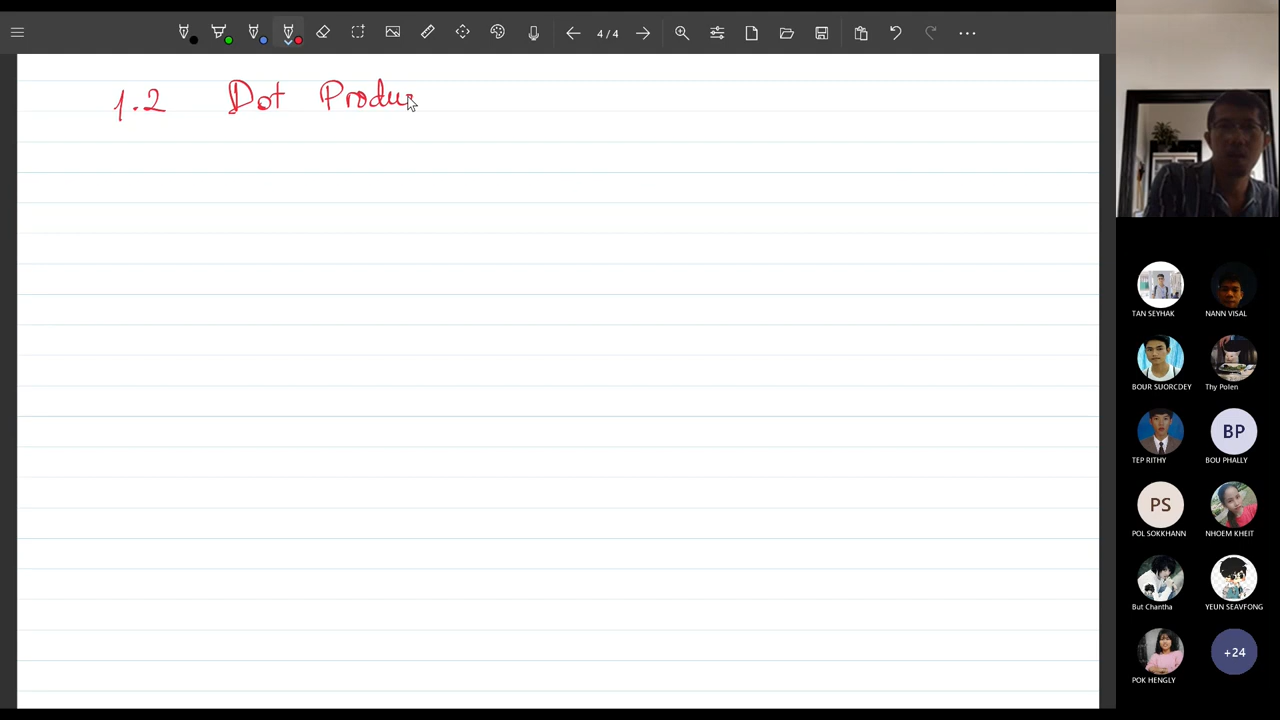 4 / 4
1.2 Dot Produ
TAN SEYHAK
NANN VISAL
BOUR SUORCDEY
Thy Polen
TEP RITHY
BP
BOU PHALLY
PS
POL SOKKHANN
NHOEM KHEIT
But Chantha
YEUN SEAVFONG
POK HENGLY
+24